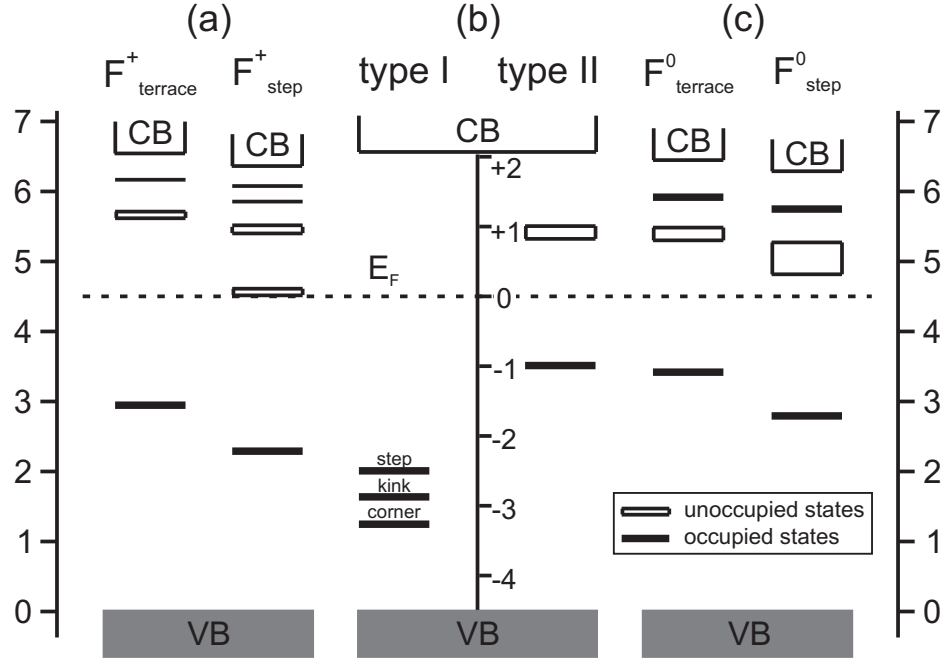 (a) (b) (c)
F+terrace F+step type I type II F0terrace F0step
7 CB CB CB CB CB 7
+2
6 6
+1
5 5
EF
0
4 4
-1
3 3
-2
step
2 2
kink
-3
corner
unoccupied states
occupied states
1 1
-4
0 0
VB VB VB